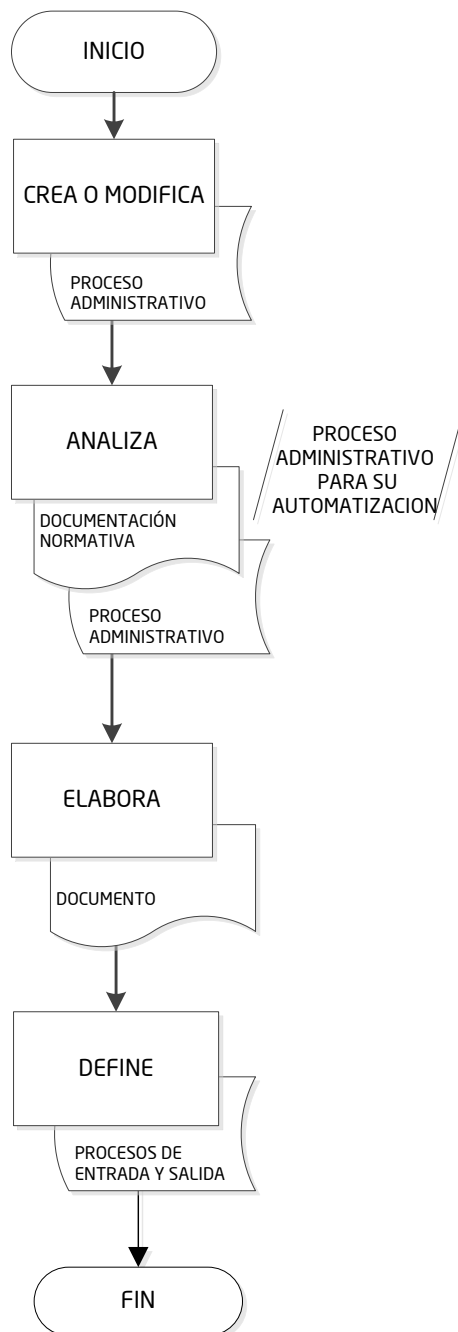 INICIO
CREA O MODIFICA
PROCESO
ADMINISTRATIVO
ANALIZA
PROCESO
ADMINISTRATIVO
PARA SU
AUTOMATIZACION
DOCUMENTACIÓN
NORMATIVA
PROCESO
ADMINISTRATIVO
ELABORA
DOCUMENTO
DEFINE
PROCESOS DE
ENTRADA Y SALIDA
FIN